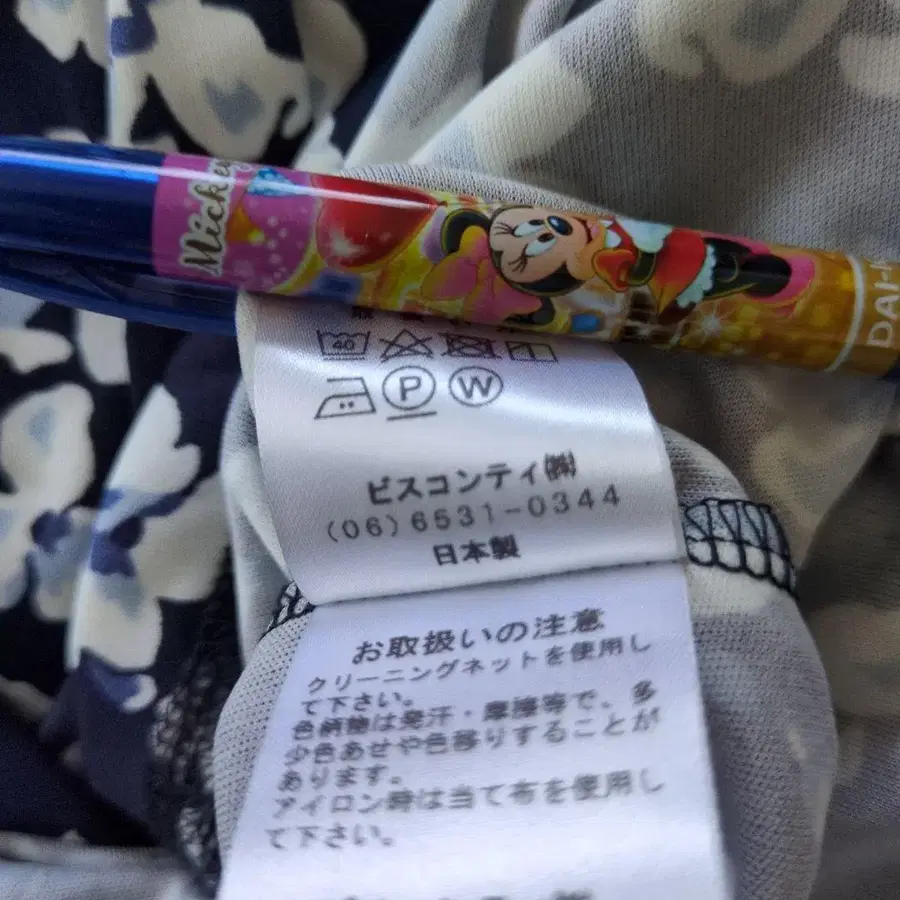 Mickey
DAI-
40
P W
ビスコンティ㈱
(06)6531-0344
日本製
お取扱いの注意
クリーニングネットを使用し
て下さい。
色柄物は発汗・摩擦等で、多
少色あせや色移りすることが
あります。
アイロン時は当て布を使用し
て下さい。